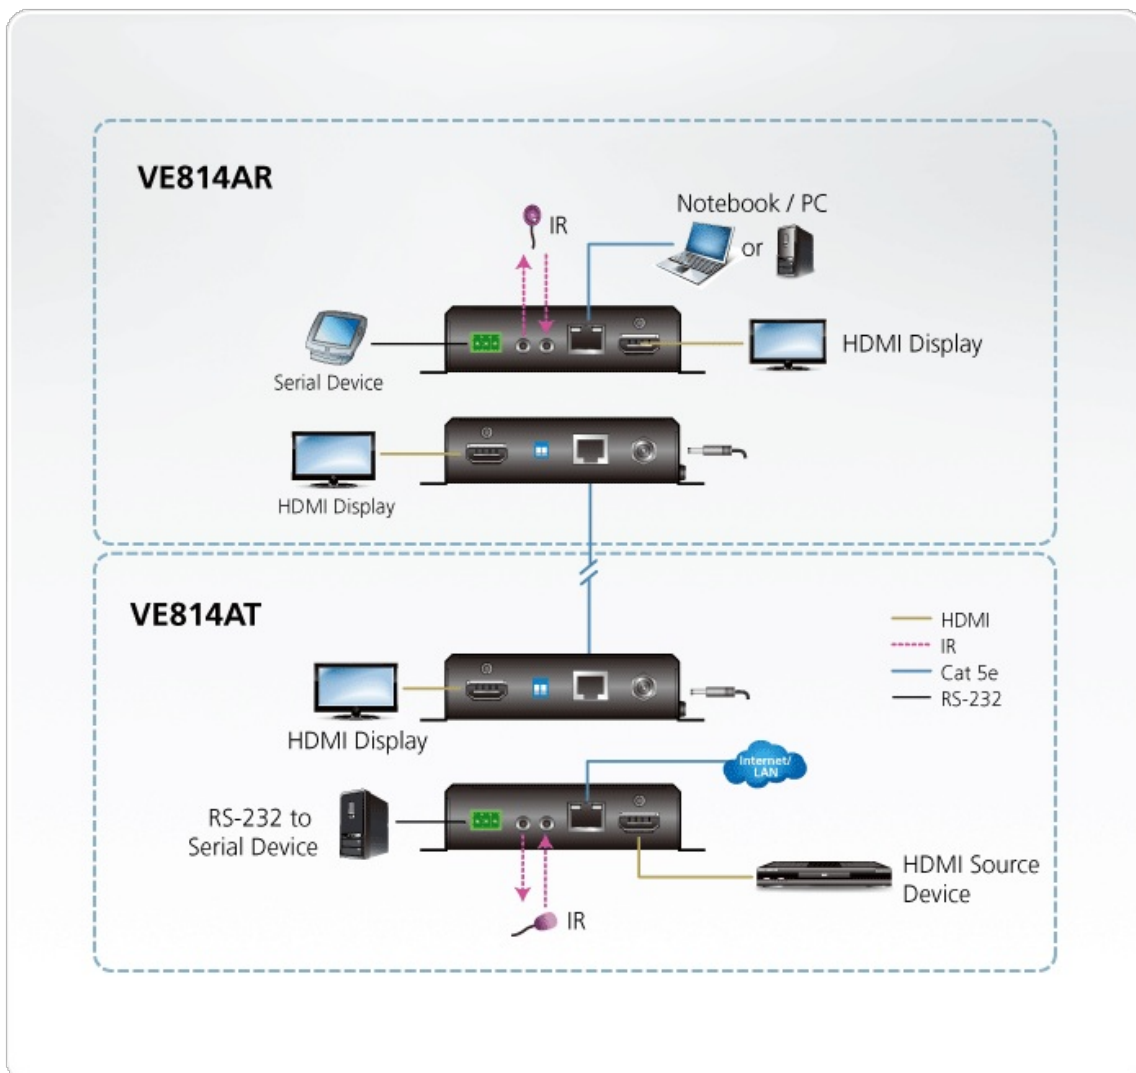 VE814AR
IR
Notebook / PC
or
Serial Device
HDMI Display
HDMI Display
VE814AT
HDMI
IR
Cat 5e
RS-232
HDMI Display
Internet/
LAN
RS-232 to
Serial Device
HDMI Source
Device
IR